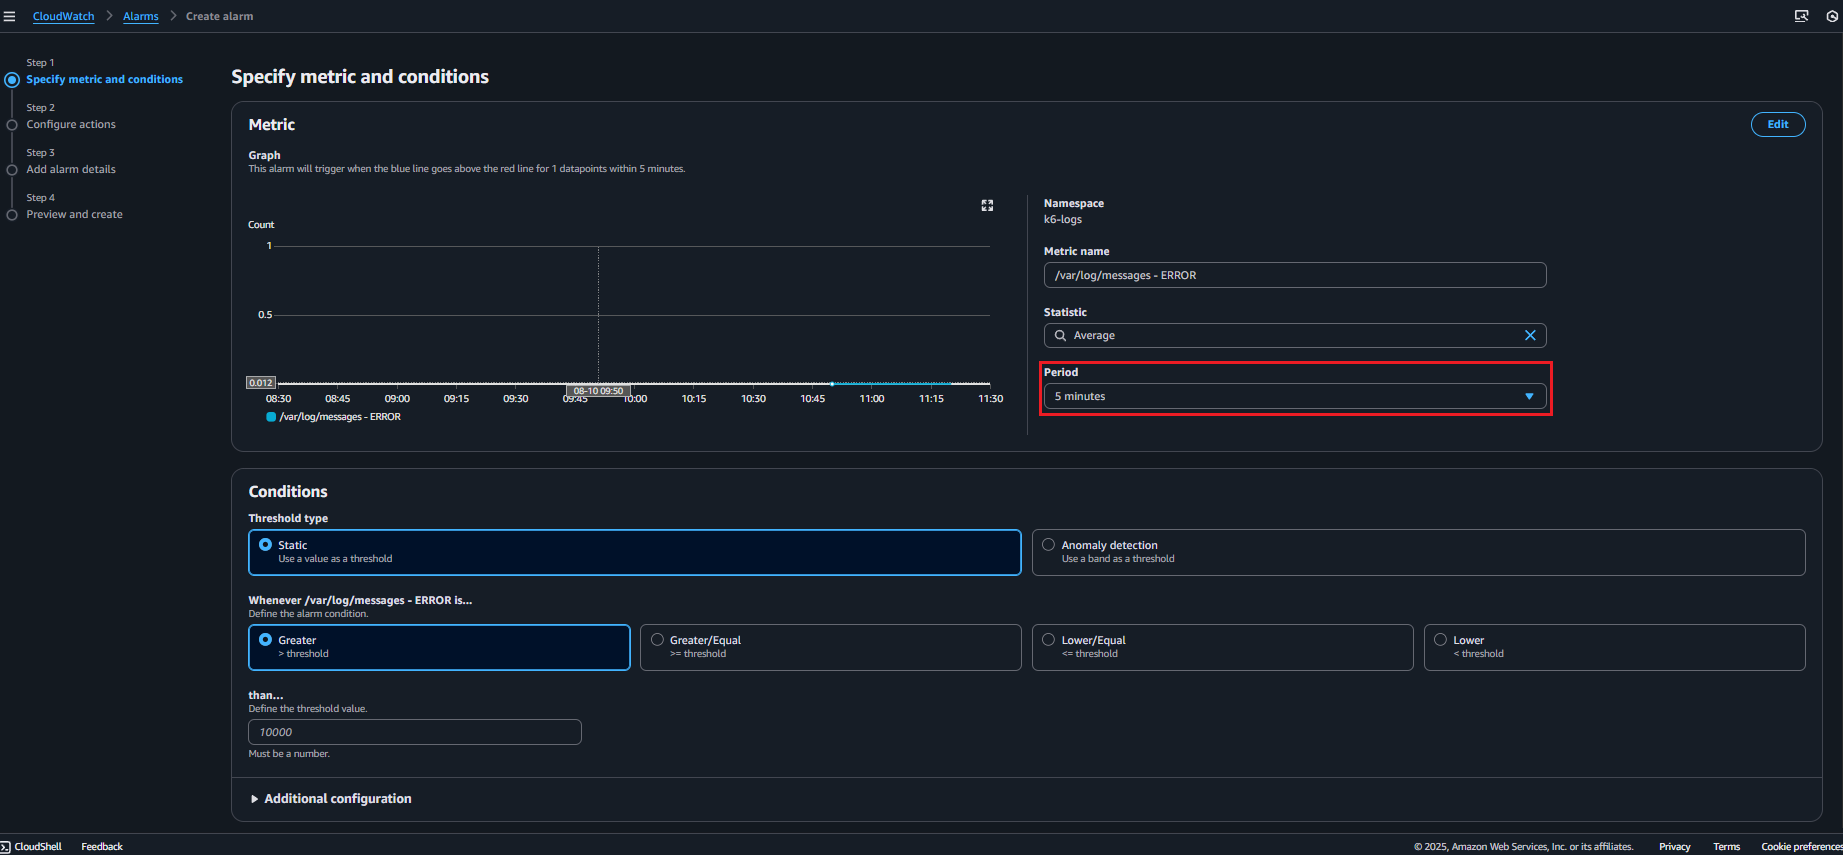 CloudWatch > Alarms > Create alarm
Step 1
Specify metric and conditions
Step 2
Configure actions
Step 3
Add alarm details
Step 4
Preview and create
Specify metric and conditions
Metric
Edit
Graph
This alarm will trigger when the blue line goes above the red line for 1 datapoints within 5 minutes.
Count
1
0.5
0.012
08-10 09:50
08:30 08:45 09:00 09:15 09:30 09:45 10:00 10:15 10:30 10:45 11:00 11:15 11:30
/var/log/messages - ERROR
Namespace
k6-logs
Metric name
/var/log/messages - ERROR
Statistic
Average
Period
5 minutes
Conditions
Threshold type
Static
Use a value as a threshold
Anomaly detection
Use a band as a threshold
Whenever /var/log/messages - ERROR is...
Define the alarm condition.
Greater
> threshold
Greater/Equal
>= threshold
Lower/Equal
<= threshold
Lower
< threshold
than...
Define the threshold value.
10000
Must be a number.
Additional configuration
CloudShell Feedback © 2025, Amazon Web Services, Inc. or its affiliates. Privacy Terms Cookie preferences